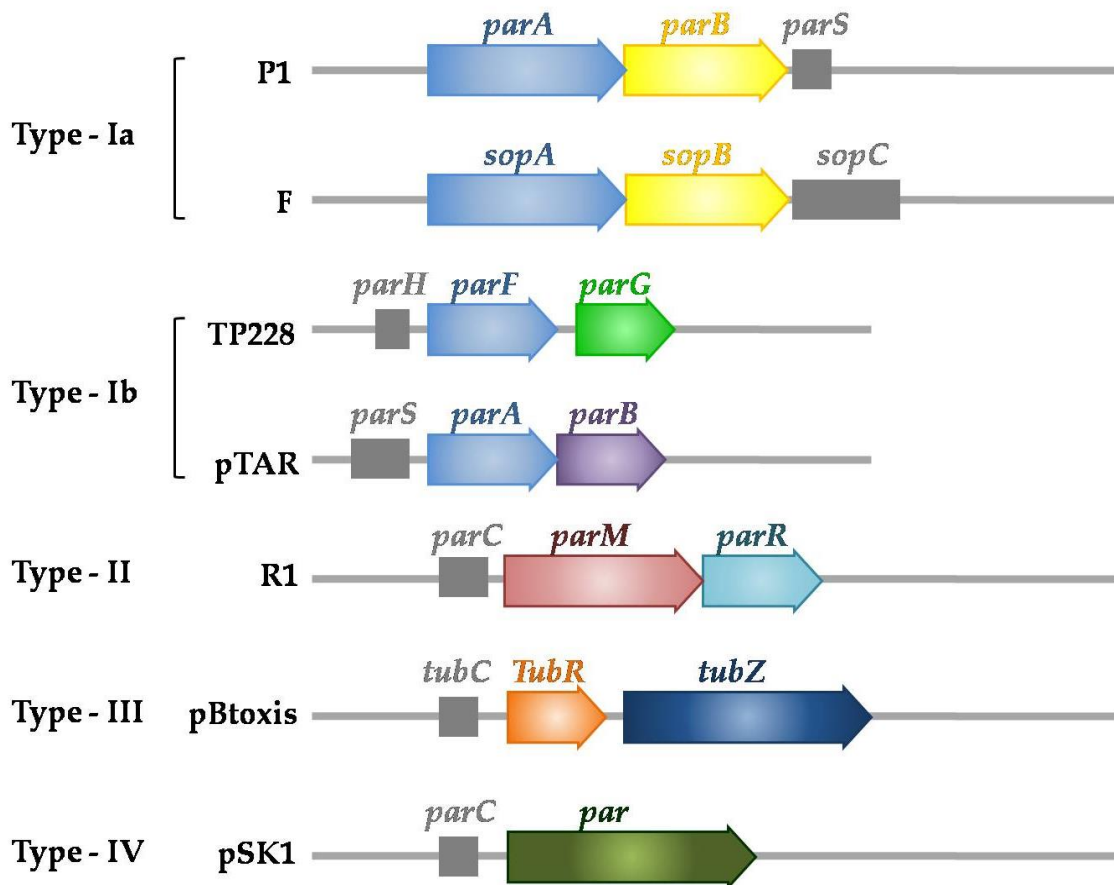 parA parB parS
P1
Type - Ia
sopA sopB sopC
F
parH parF parG
TP228
Type - Ib
parS parA parB
pTAR
parC parM parR
Type - II R1
tubC TubR tubZ
Type - III pBtoxis
parC par
Type - IV pSK1